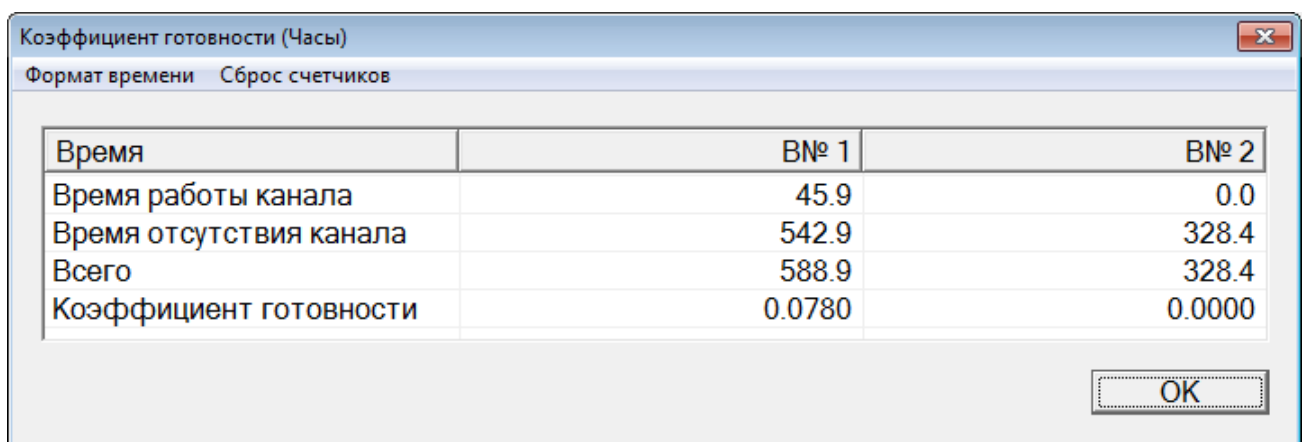 Коэффициент готовности (Часы)
Формат времени Сброс счетчиков
Время В№ 1 В№ 2
Время работы канала 45.9 0.0
Время отсутствия канала 542.9 328.4
Всего 588.9 328.4
Коэффициент готовности 0.0780 0.0000
OK